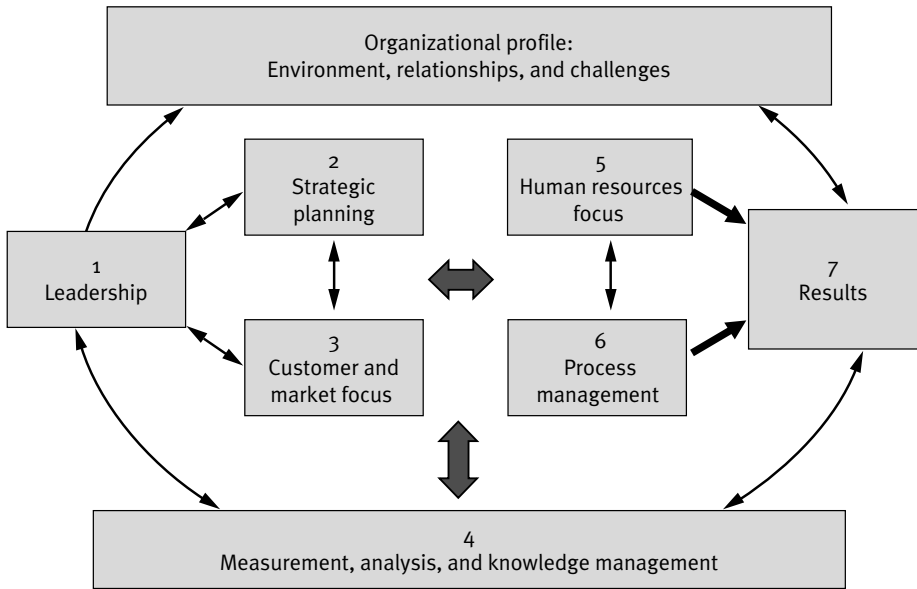 Organizational profile:
Environment, relationships, and challenges
2
Strategic
planning
5
Human resources
focus
1
Leadership
7
Results
3
Customer and
market focus
6
Process
management
4
Measurement, analysis, and knowledge management